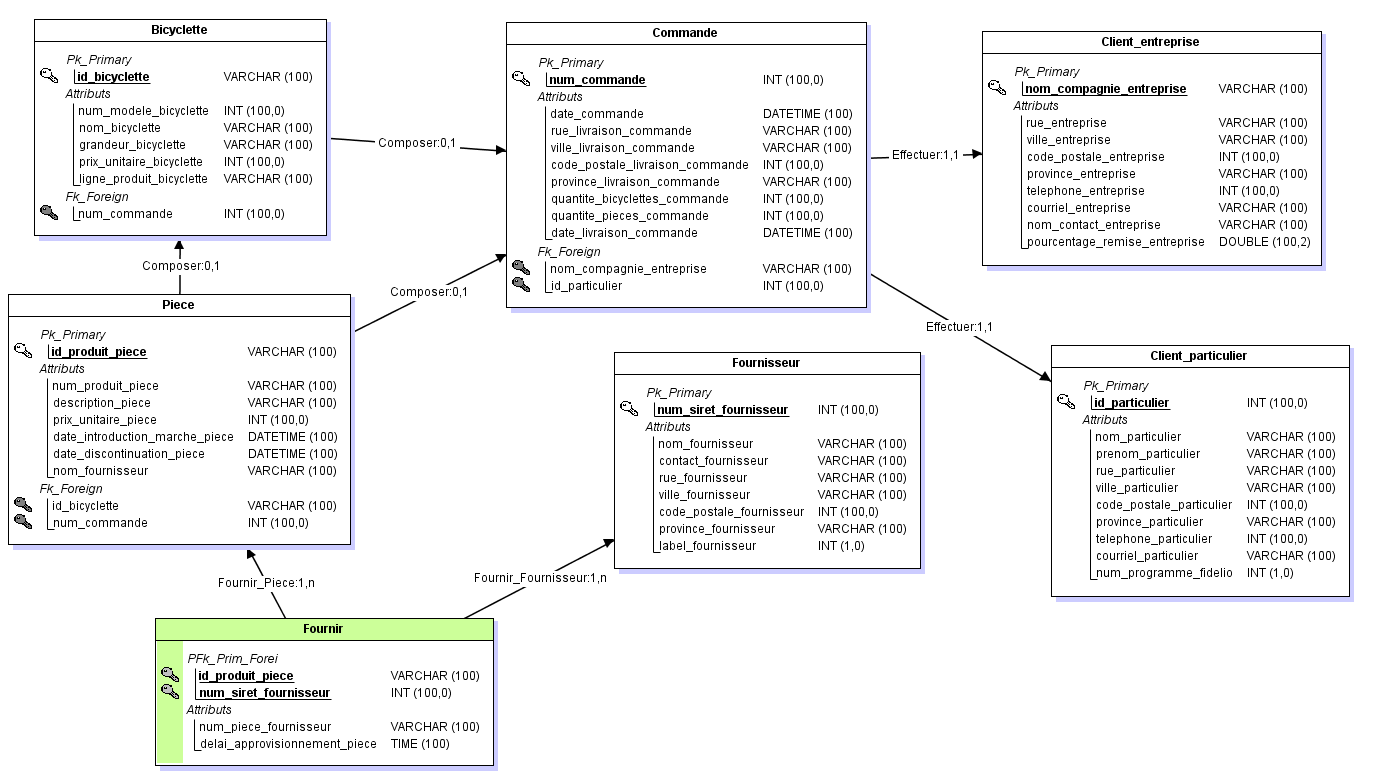 Bicyclette
Pk_Primary
id_bicyclette VARCHAR (100)
Attributs
num_modele_bicyclette INT (100,0)
nom_bicyclette VARCHAR (100)
grandeur_bicyclette VARCHAR (100)
prix_unitaire_bicyclette INT (100,0)
ligne_produit_bicyclette VARCHAR (100)
Fk_Foreign
num_commande INT (100,0)
Composer:0,1
Commande
Pk_Primary
num_commande INT (100,0)
Attributs
date_commande DATETIME (100)
rue_livraison_commande VARCHAR (100)
ville_livraison_commande VARCHAR (100)
code_postale_livraison_commande INT (100,0)
province_livraison_commande VARCHAR (100)
quantite_bicyclettes_commande INT (100,0)
quantite_pieces_commande INT (100,0)
date_livraison_commande DATETIME (100)
Fk_Foreign
nom_compagnie_entreprise VARCHAR (100)
id_particulier INT (100,0)
Effectuer:1,1
Client_entreprise
Pk_Primary
nom_compagnie_entreprise VARCHAR (100)
Attributs
rue_entreprise VARCHAR (100)
ville_entreprise VARCHAR (100)
code_postale_entreprise INT (100,0)
province_entreprise VARCHAR (100)
telephone_entreprise INT (100,0)
courriel_entreprise VARCHAR (100)
nom_contact_entreprise VARCHAR (100)
pourcentage_remise_entreprise DOUBLE (100,2)
Composer:0,1
Composer:0,1
Effectuer:1,1
Piece
Pk_Primary
id_produit_piece VARCHAR (100)
Attributs
num_produit_piece VARCHAR (100)
description_piece VARCHAR (100)
prix_unitaire_piece INT (100,0)
date_introduction_marche_piece DATETIME (100)
date_discontinuation_piece DATETIME (100)
nom_fournisseur VARCHAR (100)
Fk_Foreign
id_bicyclette VARCHAR (100)
num_commande INT (100,0)
Fournisseur
Pk_Primary
num_siret_fournisseur INT (100,0)
Attributs
nom_fournisseur VARCHAR (100)
contact_fournisseur VARCHAR (100)
rue_fournisseur VARCHAR (100)
ville_fournisseur VARCHAR (100)
code_postale_fournisseur INT (100,0)
province_fournisseur VARCHAR (100)
label_fournisseur INT (1,0)
Client_particulier
Pk_Primary
id_particulier INT (100,0)
Attributs
nom_particulier VARCHAR (100)
prenom_particulier VARCHAR (100)
rue_particulier VARCHAR (100)
ville_particulier VARCHAR (100)
code_postale_particulier INT (100,0)
province_particulier VARCHAR (100)
telephone_particulier INT (100,0)
courriel_particulier VARCHAR (100)
num_programme_fidelio INT (1,0)
Fournir_Piece:1,n
Fournir_Fournisseur:1,n
Fournir
PFk_Prim_Forei
id_produit_piece VARCHAR (100)
num_siret_fournisseur INT (100,0)
Attributs
num_piece_fournisseur VARCHAR (100)
delai_approvisionnement_piece TIME (100)